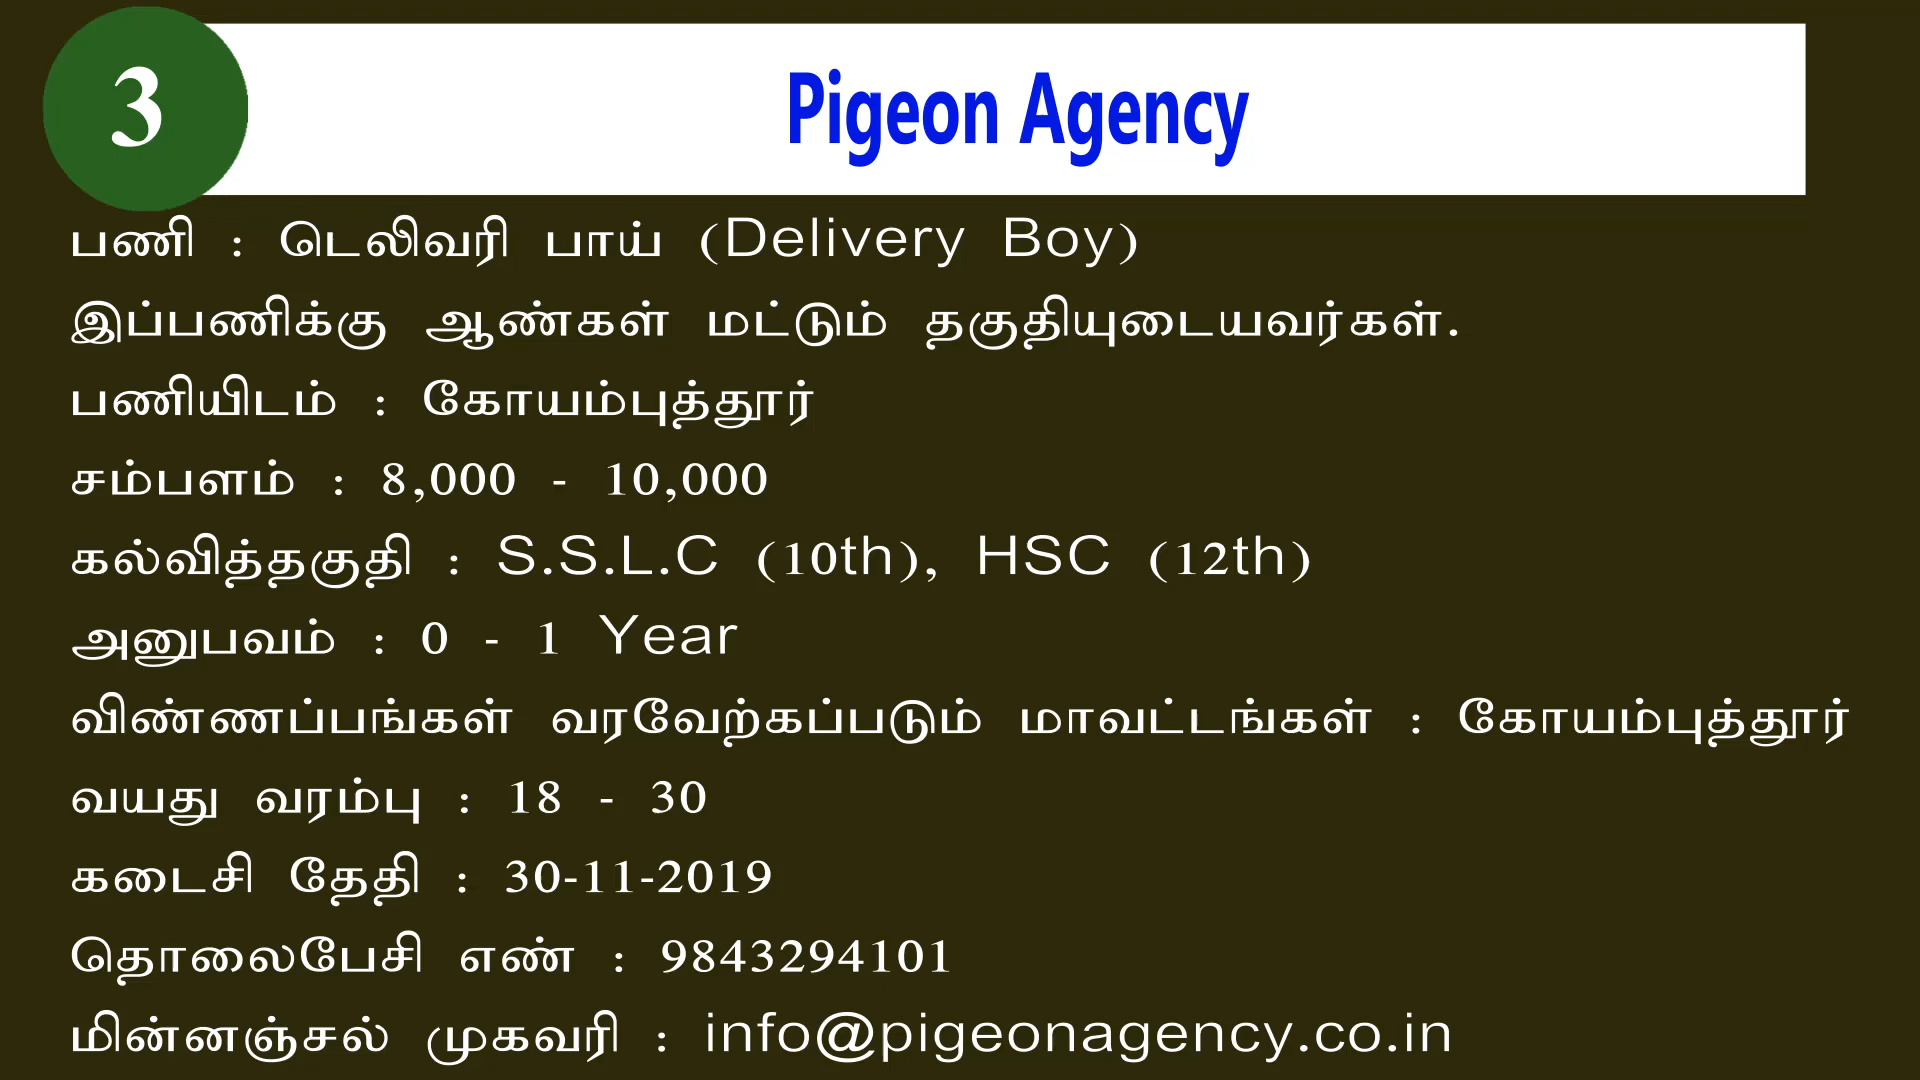 3
Pigeon Agency
பணி : டெலிவரி பாய் (Delivery Boy)
இப்பணிக்கு ஆண்கள் மட்டும் தகுதியுடையவர்கள்.
பணியிடம் : கோயம்புத்தூர்
சம்பளம் : 8,000 - 10,000
கல்வித்தகுதி : S.S.L.C (10th), HSC (12th)
அனுபவம் : 0 - 1 Year
விண்ணப்பங்கள் வரவேற்கப்படும் மாவட்டங்கள் : கோயம்புத்தூர்
வயது வரம்பு : 18 - 30
கடைசி தேதி : 30-11-2019
தொலைபேசி எண் : 9843294101
மின்னஞ்சல் முகவரி : info@pigeonagency.co.in